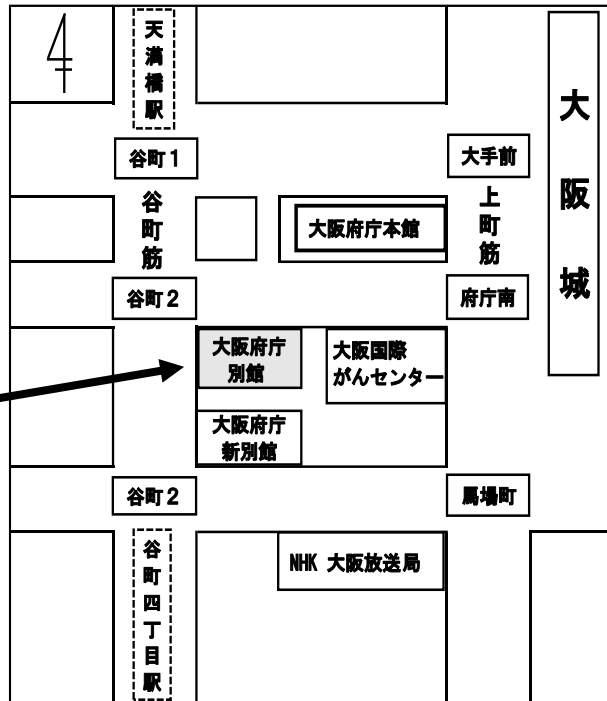 天満橋駅
大阪城
谷町1
大手前
谷町筋
上町筋
大阪府庁本館
谷町2
府庁南
大阪府庁
別館
大阪国際
がんセンター
大阪府庁
新別館
谷町2
馬場町
谷町四丁目駅
NHK 大阪放送局